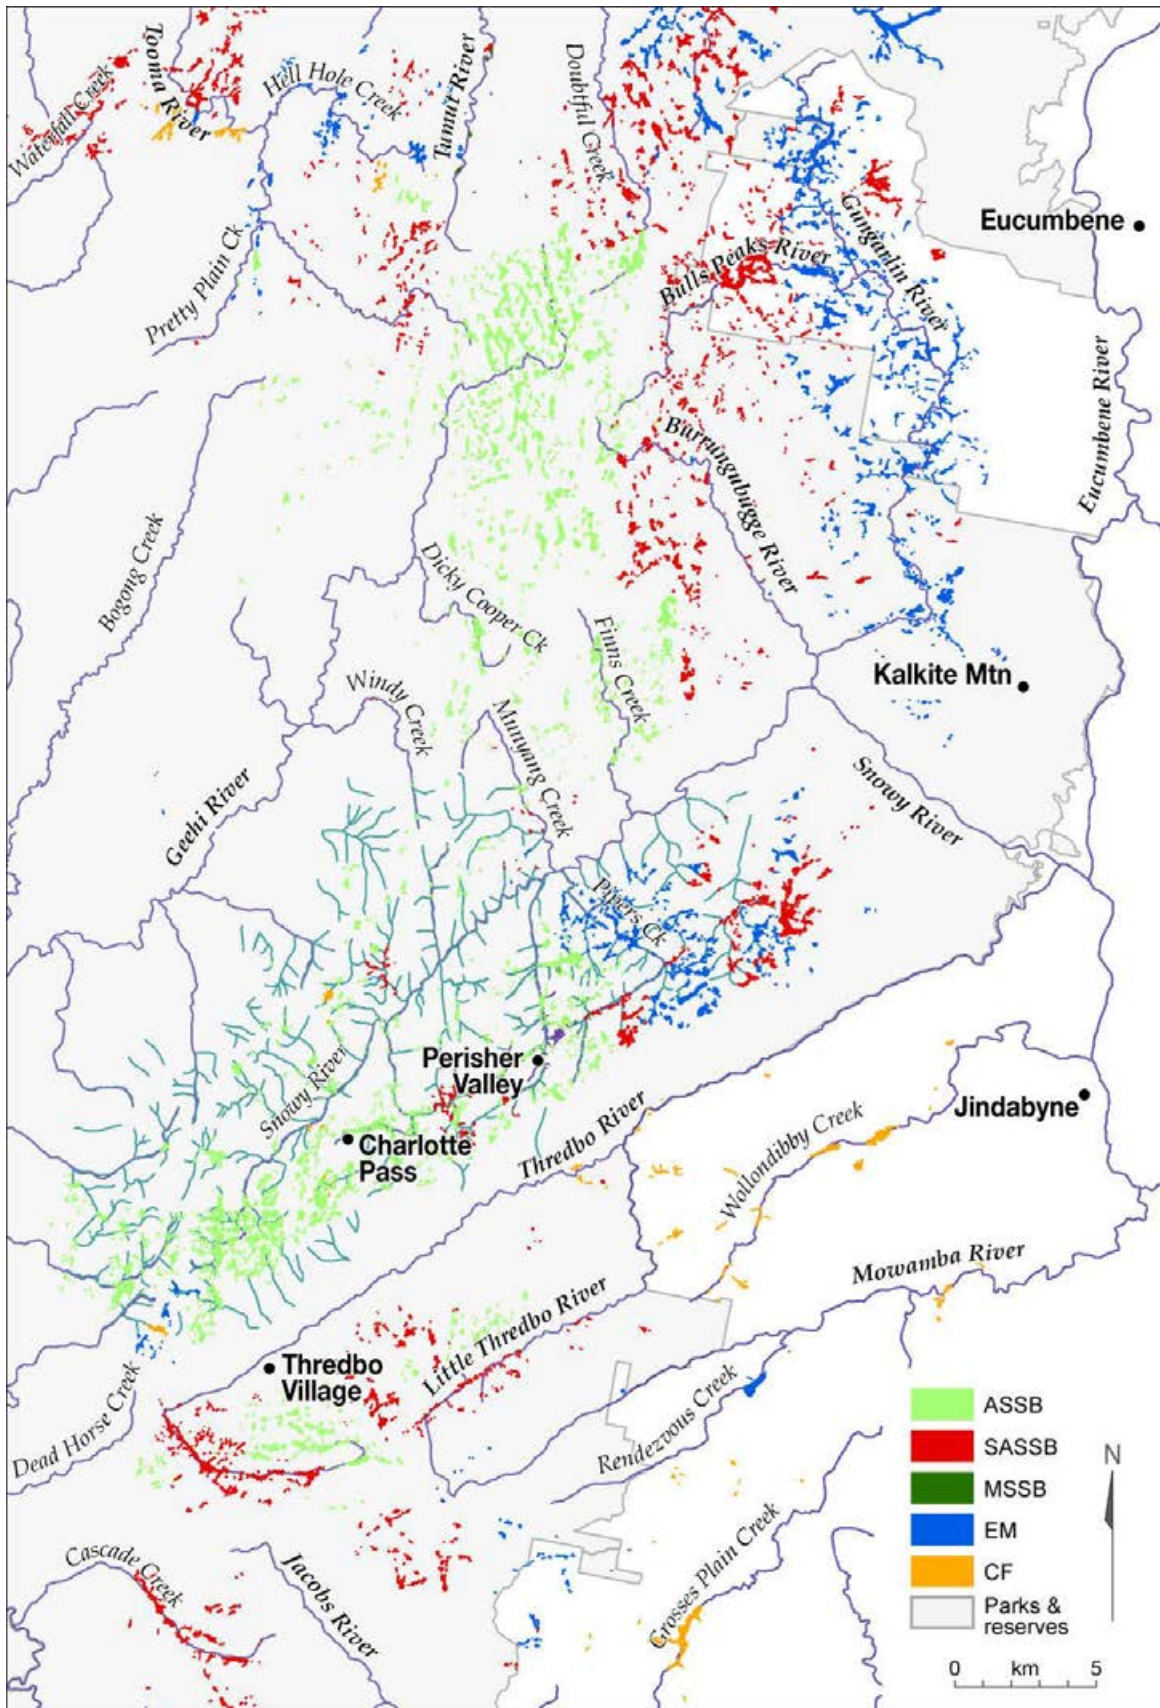 Waterfall Creek
Tooma River
Hell Hole Creek
Tumut River
Doubtful Creek
Eucumbene
Gungarlin River
Bulls Peaks River
Pretty Plain Ck
Eucumbene River
Burrungubugge River
Bogong Creek
Dicky Cooper Ck
Finns Creek
Kalkite Mtn
Windy Creek
Munyang Creek
Snowy River
Geehi River
Pipers Ck
Perisher
Valley
Snowy River
Jindabyne
Charlotte
Pass
Thredbo River
Wollondibby Creek
Mowamba River
Little Thredbo River
Thredbo
Village
Dead Horse Creek
Rendezvous Creek
Grosses Plain Creek
Cascade Creek
Jacobs River
ASSB
SASSB
MSSB
EM
CF
Parks &
reserves
N
0 km 5